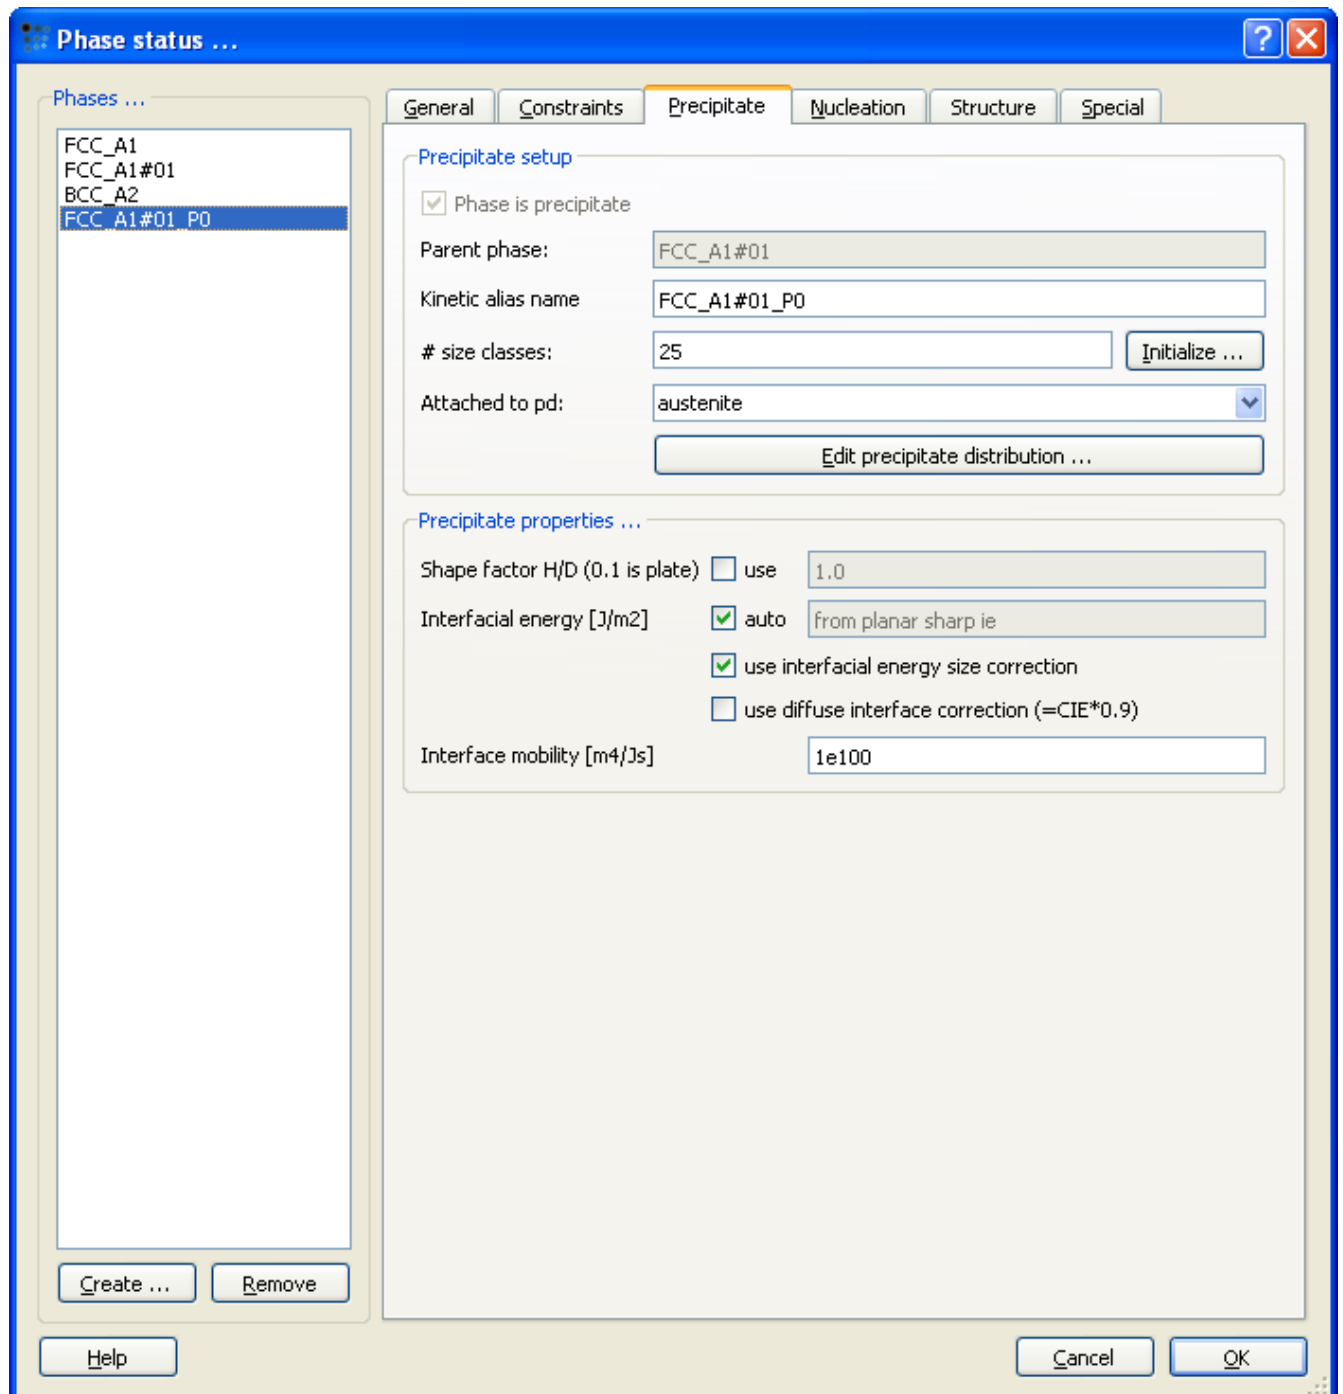 Phase status ...
Phases ...
FCC_A1
FCC_A1#01
BCC_A2
FCC_A1#01_P0
Create ...
Remove
General
Constraints
Precipitate
Nucleation
Structure
Special
Precipitate setup
Phase is precipitate
Parent phase:
FCC_A1#01
Kinetic alias name
FCC_A1#01_P0
# size classes:
25
Initialize ...
Attached to pd:
austenite
Edit precipitate distribution ...
Precipitate properties ...
Shape factor H/D (0.1 is plate)
use
1.0
Interfacial energy [J/m2]
auto
from planar sharp ie
use interfacial energy size correction
use diffuse interface correction (=CIE*0.9)
Interface mobility [m4/Js]
1e100
Help
Cancel
OK